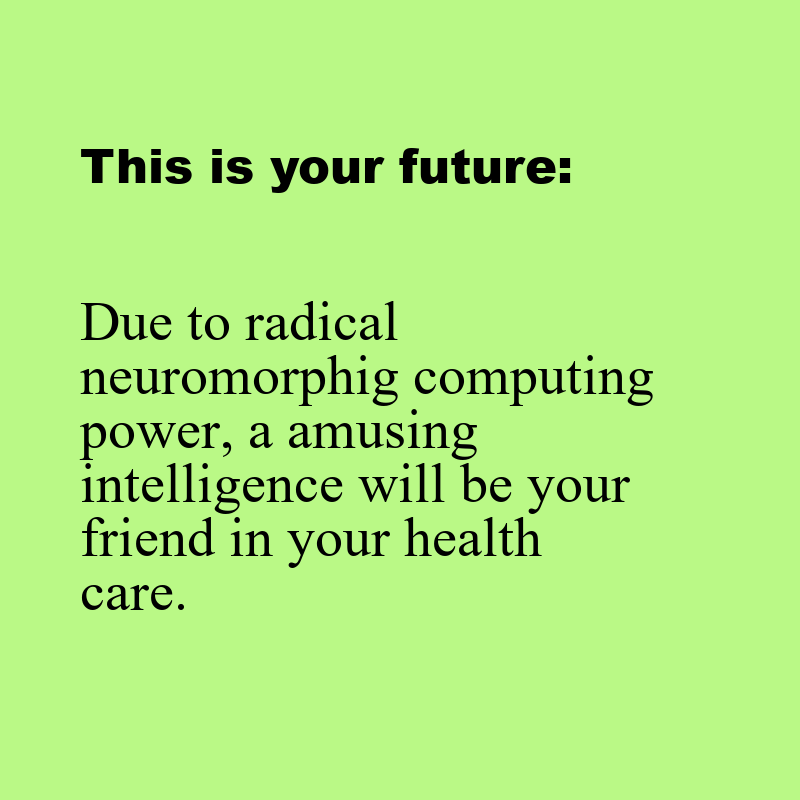 This is your future:
Due to radical
neuromorphig computing
power, a amusing
intelligence will be your
friend in your health
care.